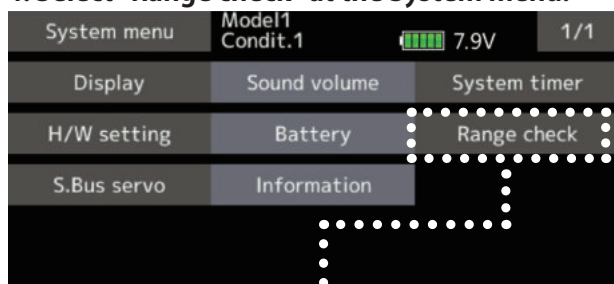 1. Select "Range check" at the System menu.
System menu Model1 Condit.1 7.9V 1/1
Display Sound volume System timer
H/W setting Battery Range check
S.Bus servo Information